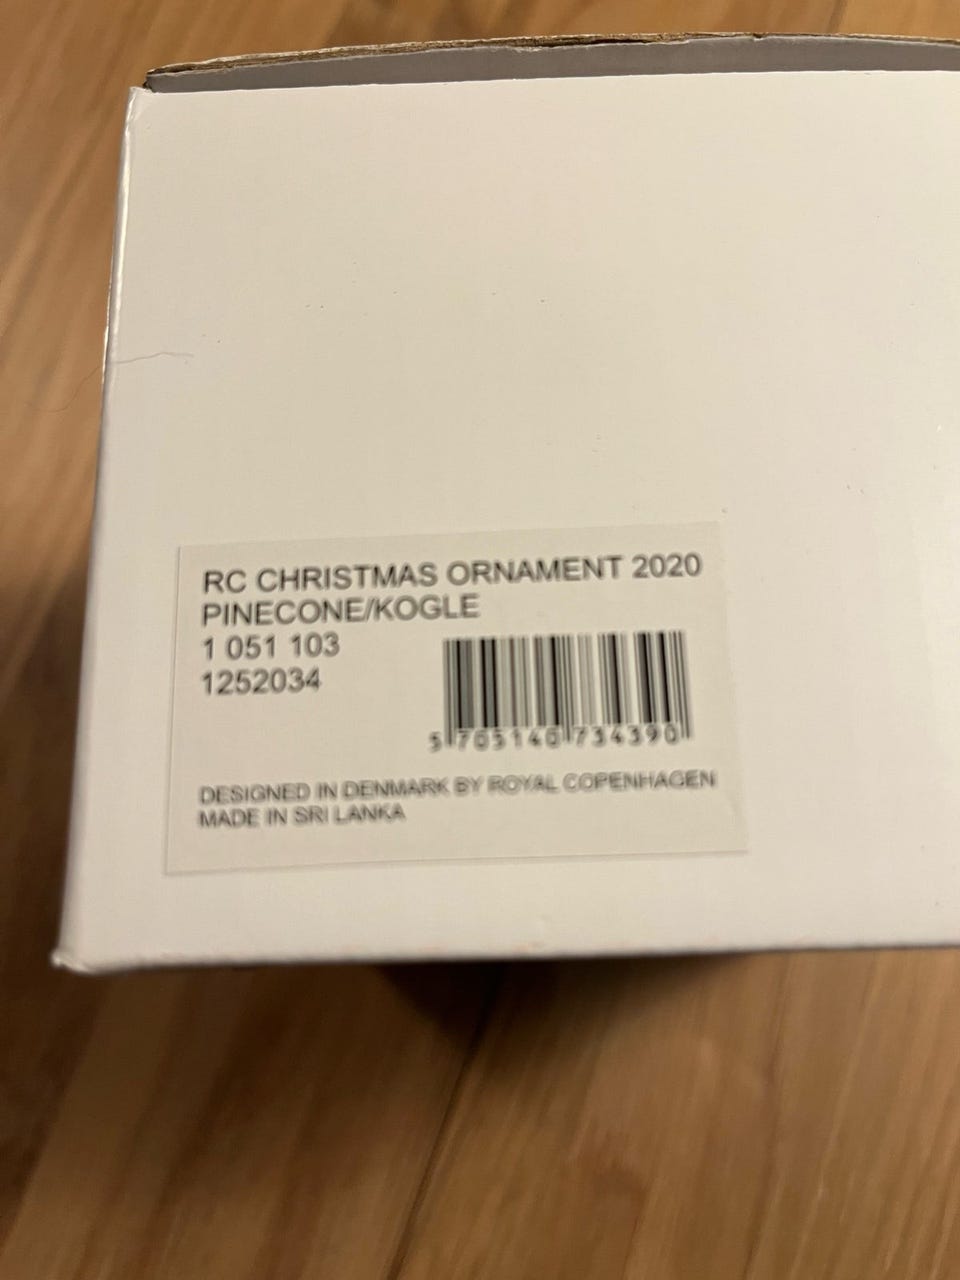 RC CHRISTMAS ORNAMENT 2020
PINECONE/KOGLE
1 051 103
1252034
5 705140 734390
DESIGNED IN DENMARK BY ROYAL COPENHAGEN
MADE IN SRI LANKA